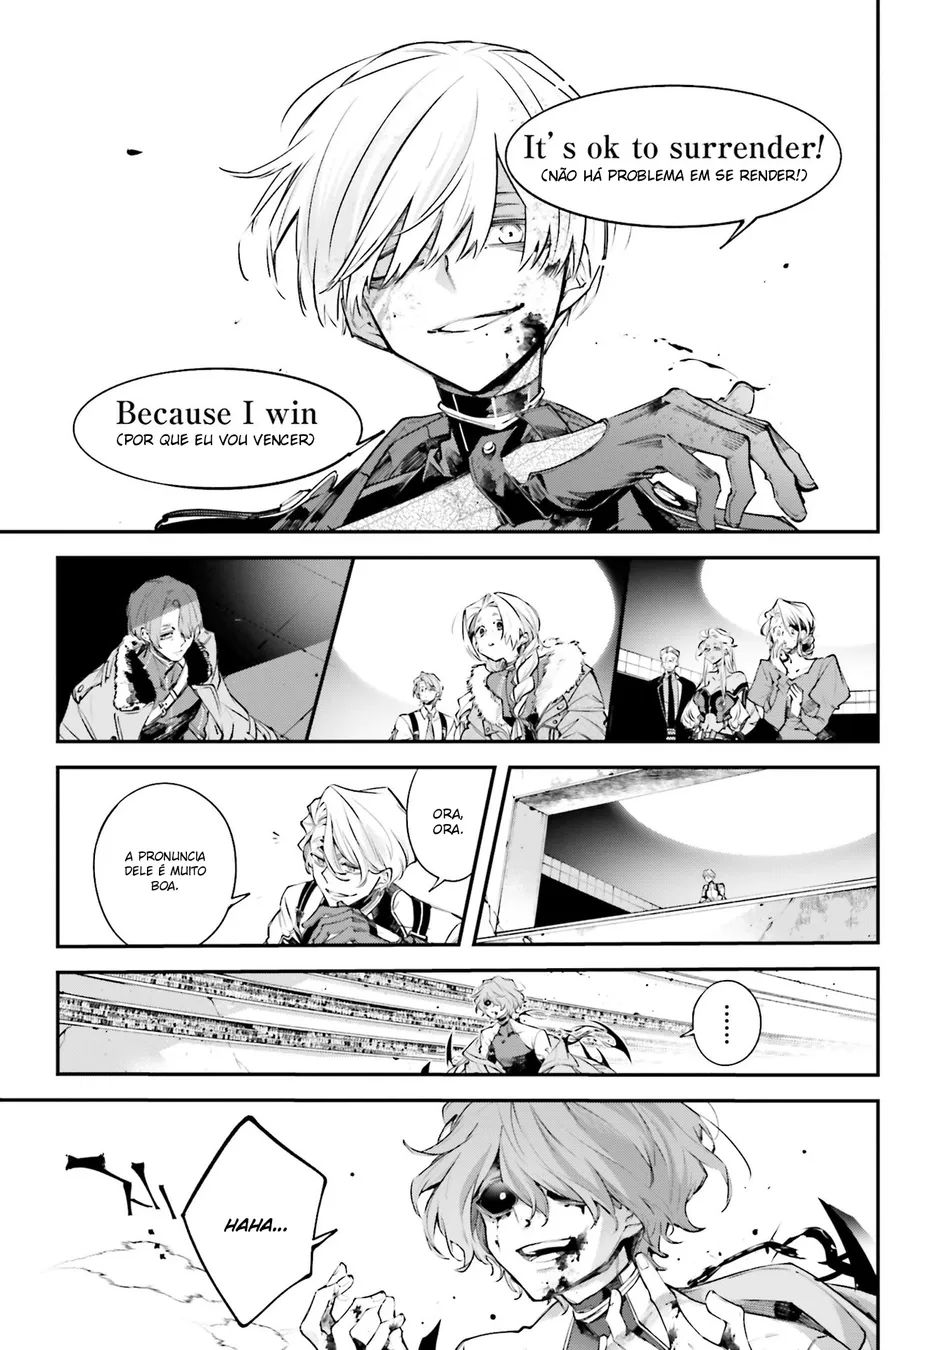 It's ok to surrender!
(NÃO HÁ PROBLEMA EM SE RENDER!)
Because I win
(POR QUE EU VOU VENCER)
ORA,
ORA.
A PRONUNCIA
DELE É MUITO
BOA.
......
HAHA...